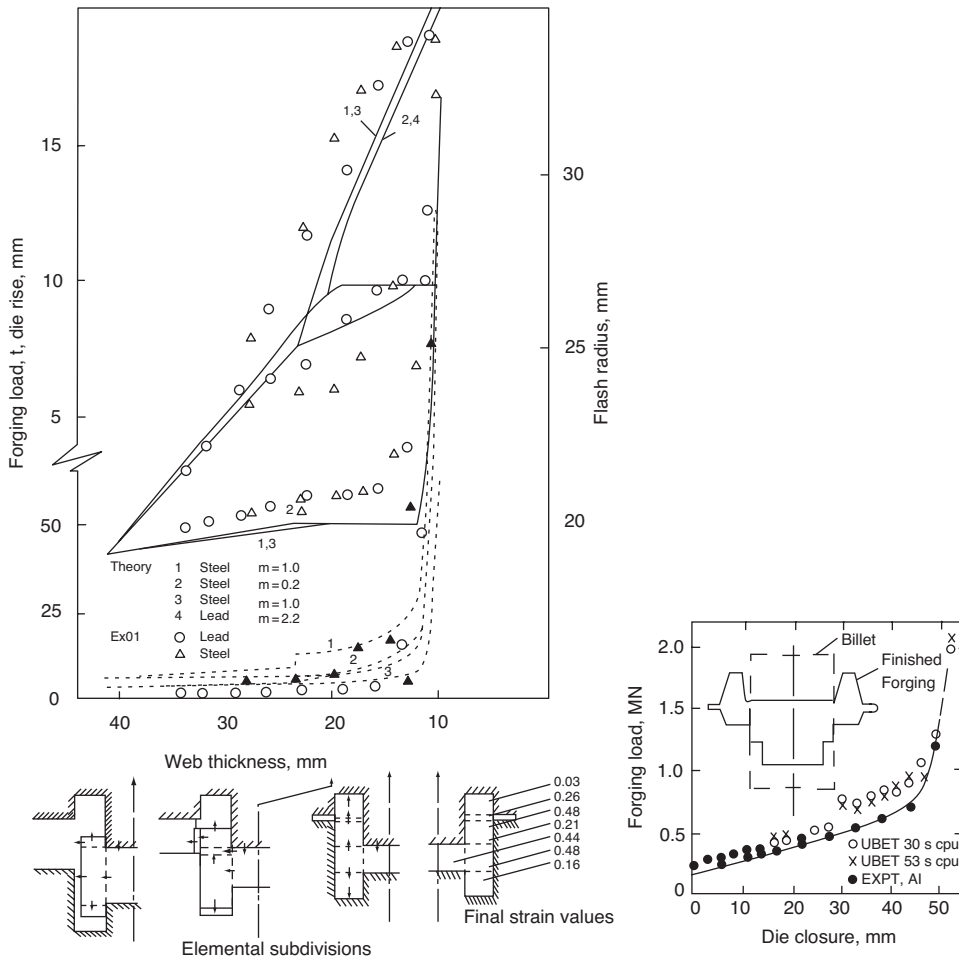 15
10
5
50
25
0
Forging load, t, die rise, mm
30
25
20
Flash radius, mm
1,3
2,4
2
1,3
Theory 1 Steel m = 1.0
2 Steel m = 0.2
3 Steel m = 1.0
4 Lead m = 2.2
Ex01 Lead
Steel
1
2
3
40 30 20 10 0
Web thickness, mm
0.03
0.26
0.48
0.21
0.44
0.48
0.16
Final strain values
Elemental subdivisions
2.0
1.5
1.0
0.5
0
Forging load, MN
Billet
Finished
Forging
UBET 30 s cpu
UBET 53 s cpu
EXPT, Al
0 10 20 30 40 50
Die closure, mm